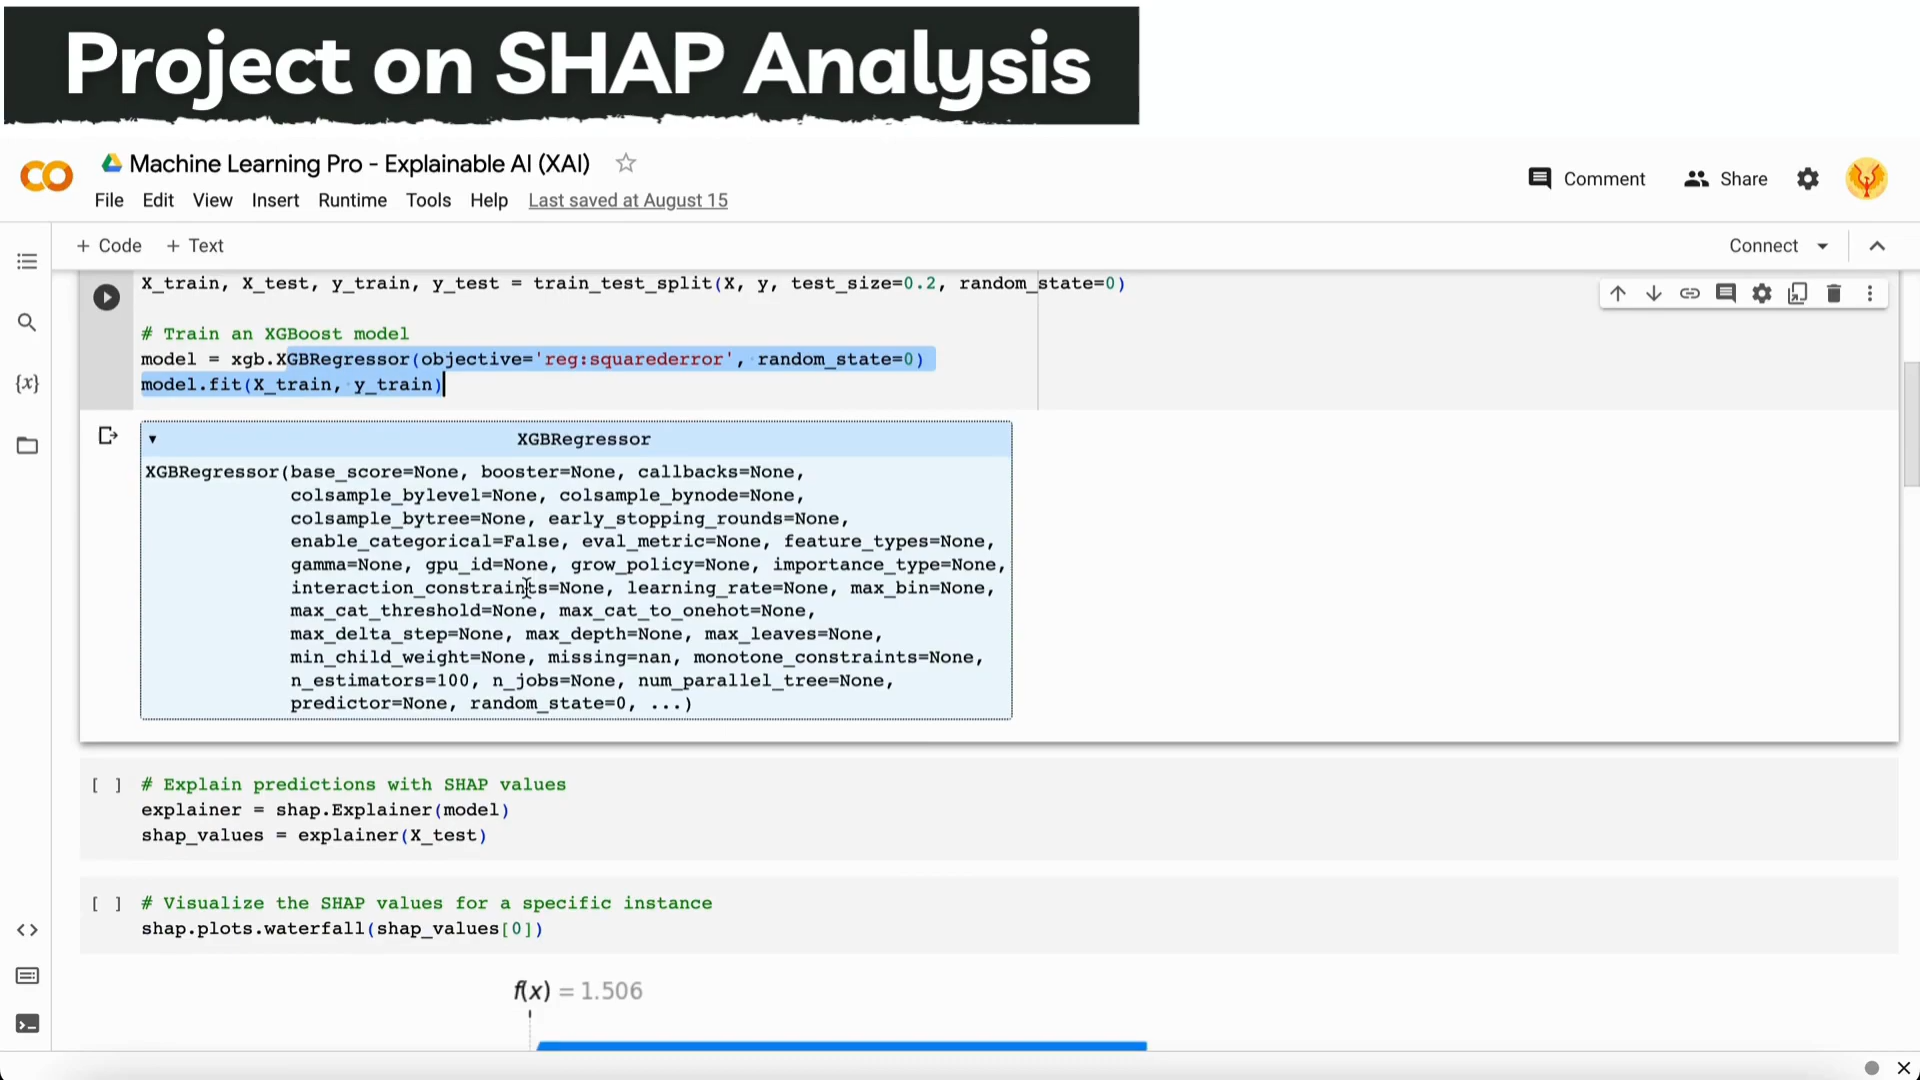 Project on SHAP Analysis
Machine Learning Pro - Explainable AI (XAI)
Comment
Share
File Edit View Insert Runtime Tools Help Last saved at August 15
+ Code + Text
Connect
X_train, X_test, y_train, y_test = train_test_split(X, y, test_size=0.2, random_state=0)
# Train an XGBoost model
model = xgb.XGBRegressor(objective='reg:squarederror', random_state=0)
model.fit(X_train, y_train)
XGBRegressor
XGBRegressor(base_score=None, booster=None, callbacks=None,
colsample_bylevel=None, colsample_bynode=None,
colsample_bytree=None, early_stopping_rounds=None,
enable_categorical=False, eval_metric=None, feature_types=None,
gamma=None, gpu_id=None, grow_policy=None, importance_type=None,
interaction_constraints=None, learning_rate=None, max_bin=None,
max_cat_threshold=None, max_cat_to_onehot=None,
max_delta_step=None, max_depth=None, max_leaves=None,
min_child_weight=None, missing=nan, monotone_constraints=None,
n_estimators=100, n_jobs=None, num_parallel_tree=None,
predictor=None, random_state=0, ...)
[ ] # Explain predictions with SHAP values
explainer = shap.Explainer(model)
shap_values = explainer(X_test)
[ ] # Visualize the SHAP values for a specific instance
shap.plots.waterfall(shap_values[0])
f(x) = 1.506